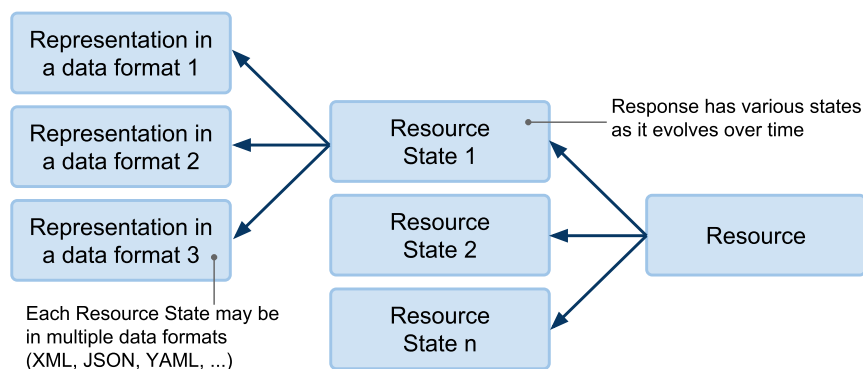 Representation in
a data format 1
Representation in
a data format 2
Representation in
a data format 3
Each Resource State may be
in multiple data formats
(XML, JSON, YAML, ...)
Resource
State 1
Resource
State 2
Resource
State n
Response has various states
as it evolves over time
Resource